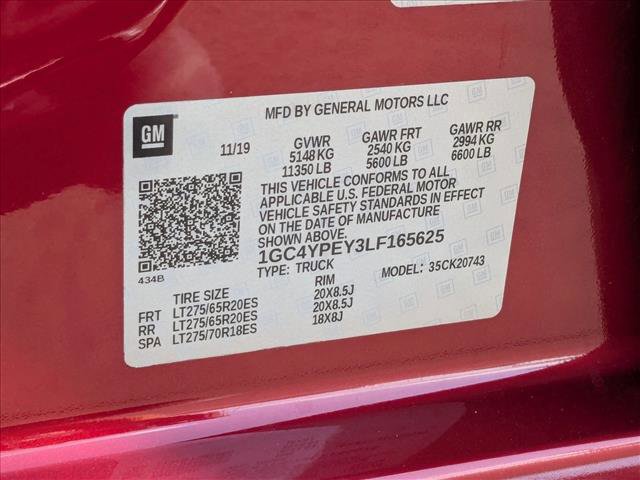 MFD BY GENERAL MOTORS LLC
GM
11/19 GVWR GAWR FRT GAWR RR
5148 KG 2540 KG 2994 KG
11350 LB 5600 LB 6600 LB
THIS VEHICLE CONFORMS TO ALL
APPLICABLE U.S. FEDERAL MOTOR
VEHICLE SAFETY STANDARDS IN EFFECT
ON THE DATE OF MANUFACTURE
1GC4YPEY3LF165625
TYPE: TRUCK MODEL: 35CK20743
434B
TIRE SIZE RIM
FRT LT275/65R20ES 20X8.5J
RR LT275/65R20ES 20X8.5J
SPA LT275/70R18ES 18X8J